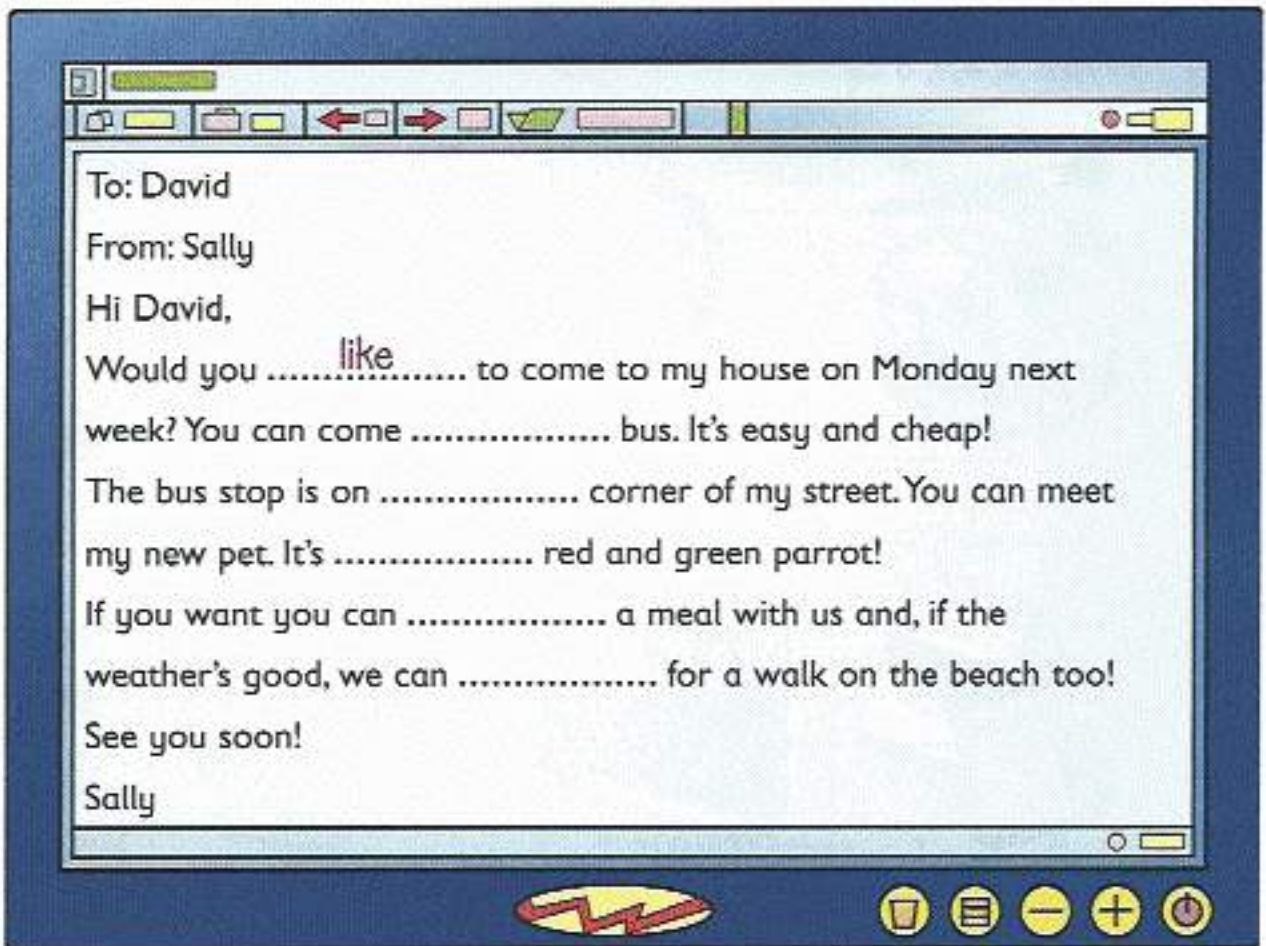 To: David
From: Sally
Hi David,
Would you ........like........ to come to my house on Monday next
week? You can come .................. bus. It's easy and cheap!
The bus stop is on .................. corner of my street. You can meet
my new pet. It's .................. red and green parrot!
If you want you can .................. a meal with us and, if the
weather's good, we can .................. for a walk on the beach too!
See you soon!
Sally